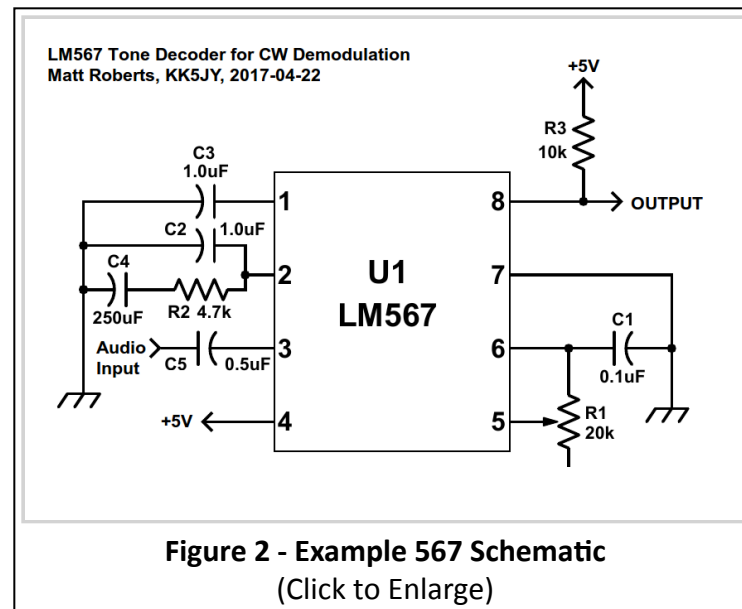 LM567 Tone Decoder for CW Demodulation
Matt Roberts, KK5JY, 2017-04-22
+5V
R3
10k
C3
1.0uF
1
8
OUTPUT
C2
1.0uF
C4
2
U1
7
250uF
R2 4.7k
LM567
C1
Audio
Input
3
6
C5
0.5uF
0.1uF
+5V
4
5
R1
20k
Figure 2 - Example 567 Schematic
(Click to Enlarge)